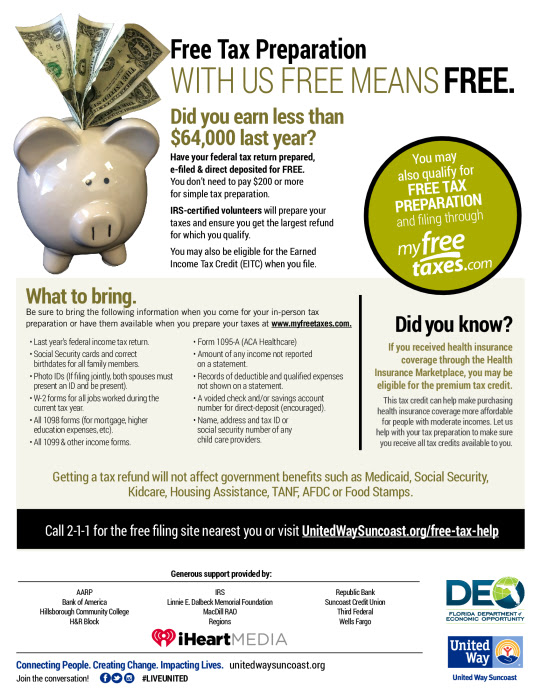 Free Tax Preparation
WITH US FREE MEANS FREE.
Did you earn less than
$64,000 last year?
Have your federal tax return prepared,
e-filed & direct deposited for FREE.
You don't need to pay $200 or more
for simple tax preparation.
IRS-certified volunteers will prepare your
taxes and ensure you get the largest refund
for which you qualify.
You may also be eligible for the Earned
Income Tax Credit (EITC) when you file.
You may
also qualify for
FREE TAX
PREPARATION
and filing through
my free
taxes.com
What to bring.
Be sure to bring the following information when you come for your in-person tax
preparation or have them available when you prepare your taxes at www.myfreetaxes.com.
• Last year's federal income tax return.
• Social Security cards and correct
birthdates for all family members.
• Photo IDs (If filing jointly, both spouses must
present an ID and be present).
• W-2 forms for all jobs worked during the
current tax year.
• All 1098 forms (for mortgage, higher
education expenses, etc).
• All 1099 & other income forms.
• Form 1095-A (ACA Healthcare)
• Amount of any income not reported
on a statement.
• Records of deductible and qualified expenses
not shown on a statement.
• A voided check and/or savings account
number for direct-deposit (encouraged).
• Name, address and tax ID or
social security number of any
child care providers.
Did you know?
If you received health insurance
coverage through the Health
Insurance Marketplace, you may be
eligible for the premium tax credit.
This tax credit can help make purchasing
health insurance coverage more affordable
for people with moderate incomes. Let us
help with your tax preparation to make sure
you receive all tax credits available to you.
Getting a tax refund will not affect government benefits such as Medicaid, Social Security,
Kidcare, Housing Assistance, TANF, AFDC or Food Stamps.
Call 2-1-1 for the free filing site nearest you or visit UnitedWaySuncoast.org/free-tax-help
Generous support provided by:
AARP
Bank of America
Hillsborough Community College
H&R Block
IRS
Linnie E. Dalbeck Memorial Foundation
MacDill RAO
Regions
Republic Bank
Suncoast Credit Union
Third Federal
Wells Fargo
iHeartMEDIA
DEO
FLORIDA DEPARTMENT of
ECONOMIC OPPORTUNITY
United
Way
United Way Suncoast
Connecting People. Creating Change. Impacting Lives. unitedwaysuncoast.org
Join the conversation! #LIVEUNITED